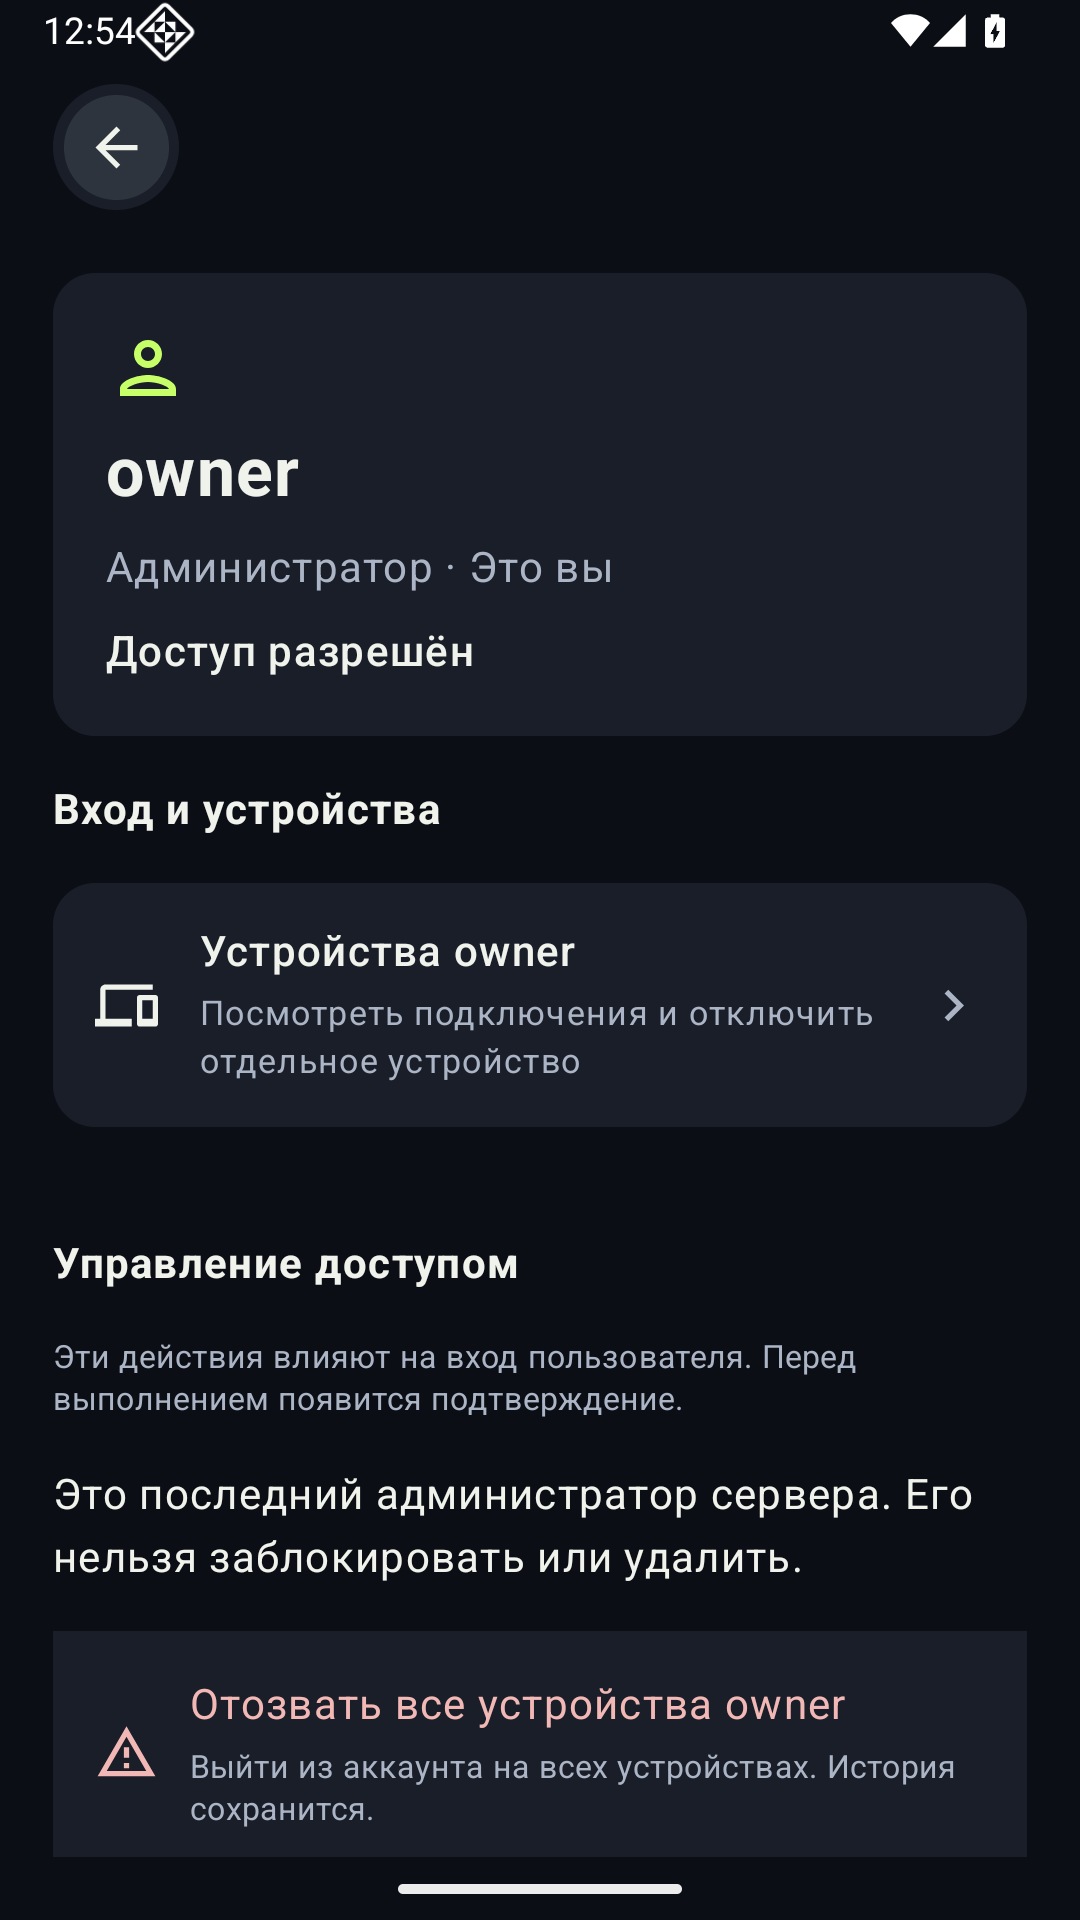 12:54
owner
Администратор · Это вы
Доступ разрешён
Вход и устройства
Устройства owner
Посмотреть подключения и отключить
отдельное устройство
Управление доступом
Эти действия влияют на вход пользователя. Перед
выполнением появится подтверждение.
Это последний администратор сервера. Его
нельзя заблокировать или удалить.
Отозвать все устройства owner
Выйти из аккаунта на всех устройствах. История
сохранится.